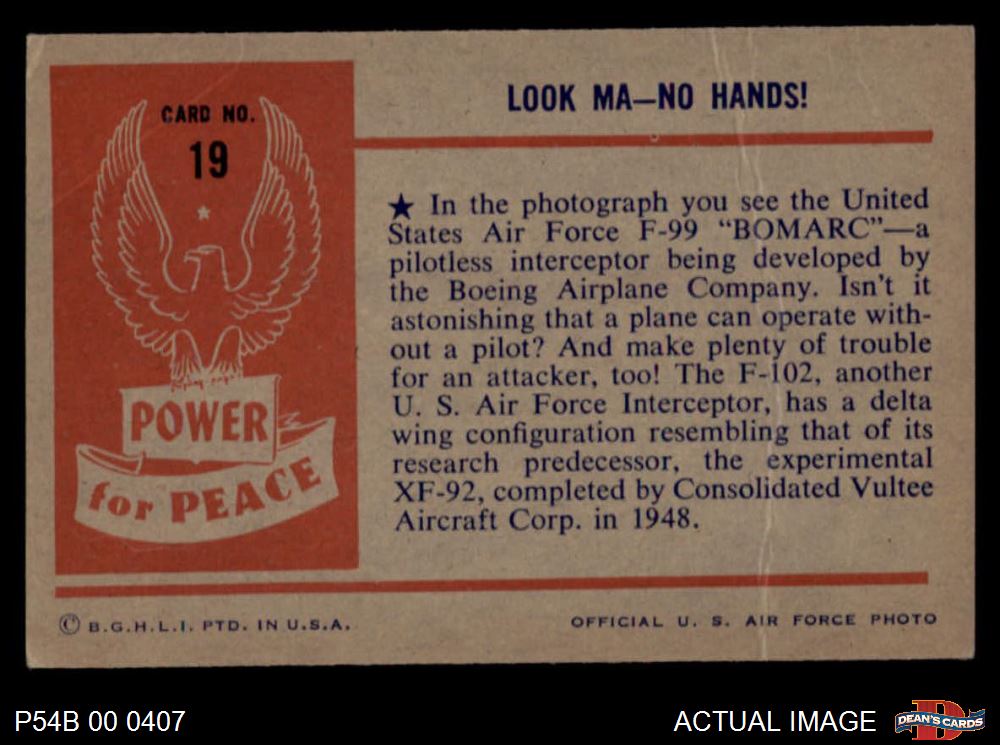 CARD NO.
19
POWER
for PEACE
LOOK MA—NO HANDS!
★ In the photograph you see the United
States Air Force F-99 “BOMARC”—a
pilotless interceptor being developed by
the Boeing Airplane Company. Isn't it
astonishing that a plane can operate with-
out a pilot? And make plenty of trouble
for an attacker, too! The F-102, another
U. S. Air Force Interceptor, has a delta
wing configuration resembling that of its
research predecessor, the experimental
XF-92, completed by Consolidated Vultee
Aircraft Corp. in 1948.
© B.G.H.L.I. PTD. IN U.S.A.
OFFICIAL U. S. AIR FORCE PHOTO
P54B 00 0407
ACTUAL IMAGE
D
DEAN'S CARDS